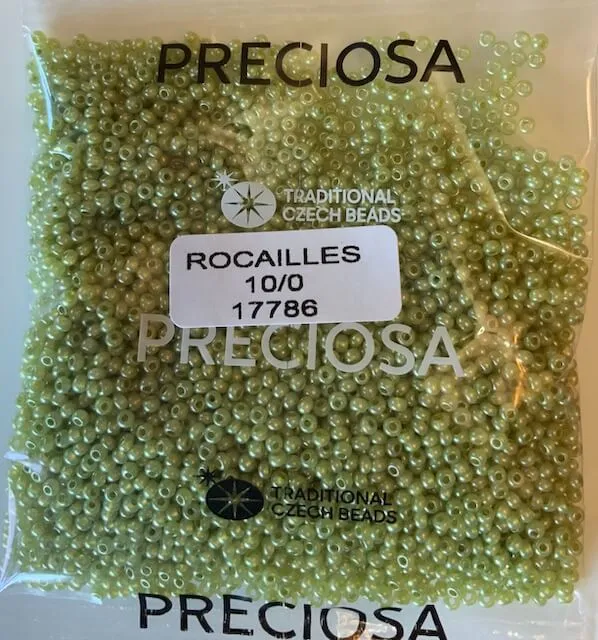 PRECIOSA
TRADITIONAL
CZECH BEADS
ROCAILLES
10/0
17786
PRECIOSA
TRADITIONAL
CZECH BEADS
PRECIOSA